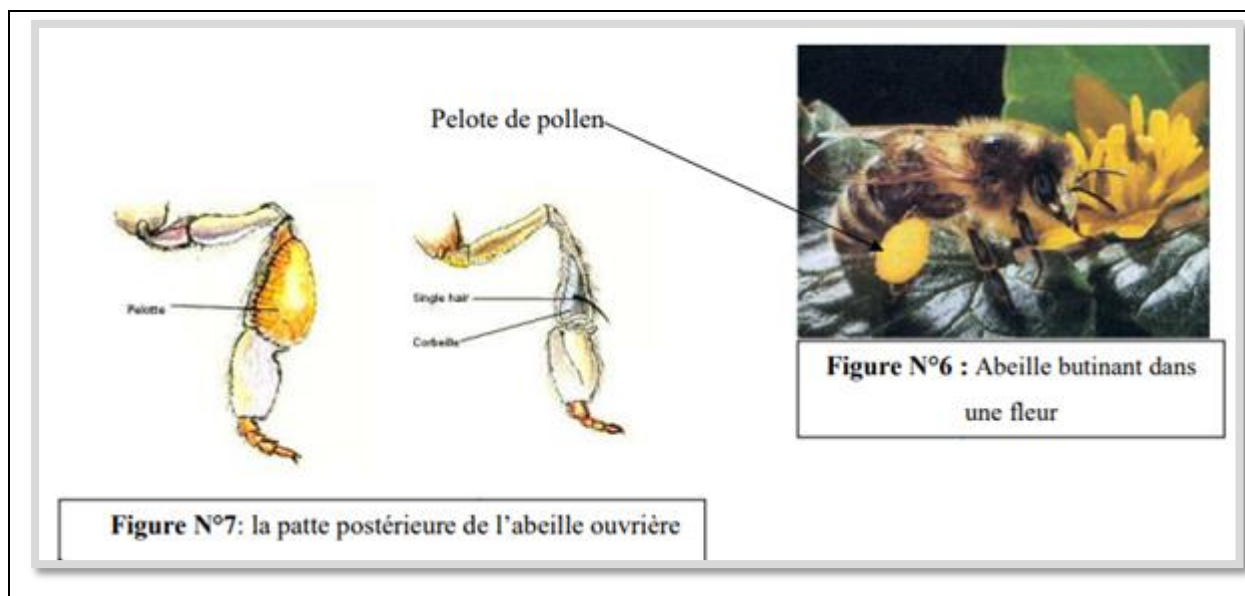 Pelote de pollen
Pelotte
Single hair
Corbeille
Figure N°6 : Abeille butinant dans
une fleur
Figure N°7: la patte postérieure de l'abeille ouvrière